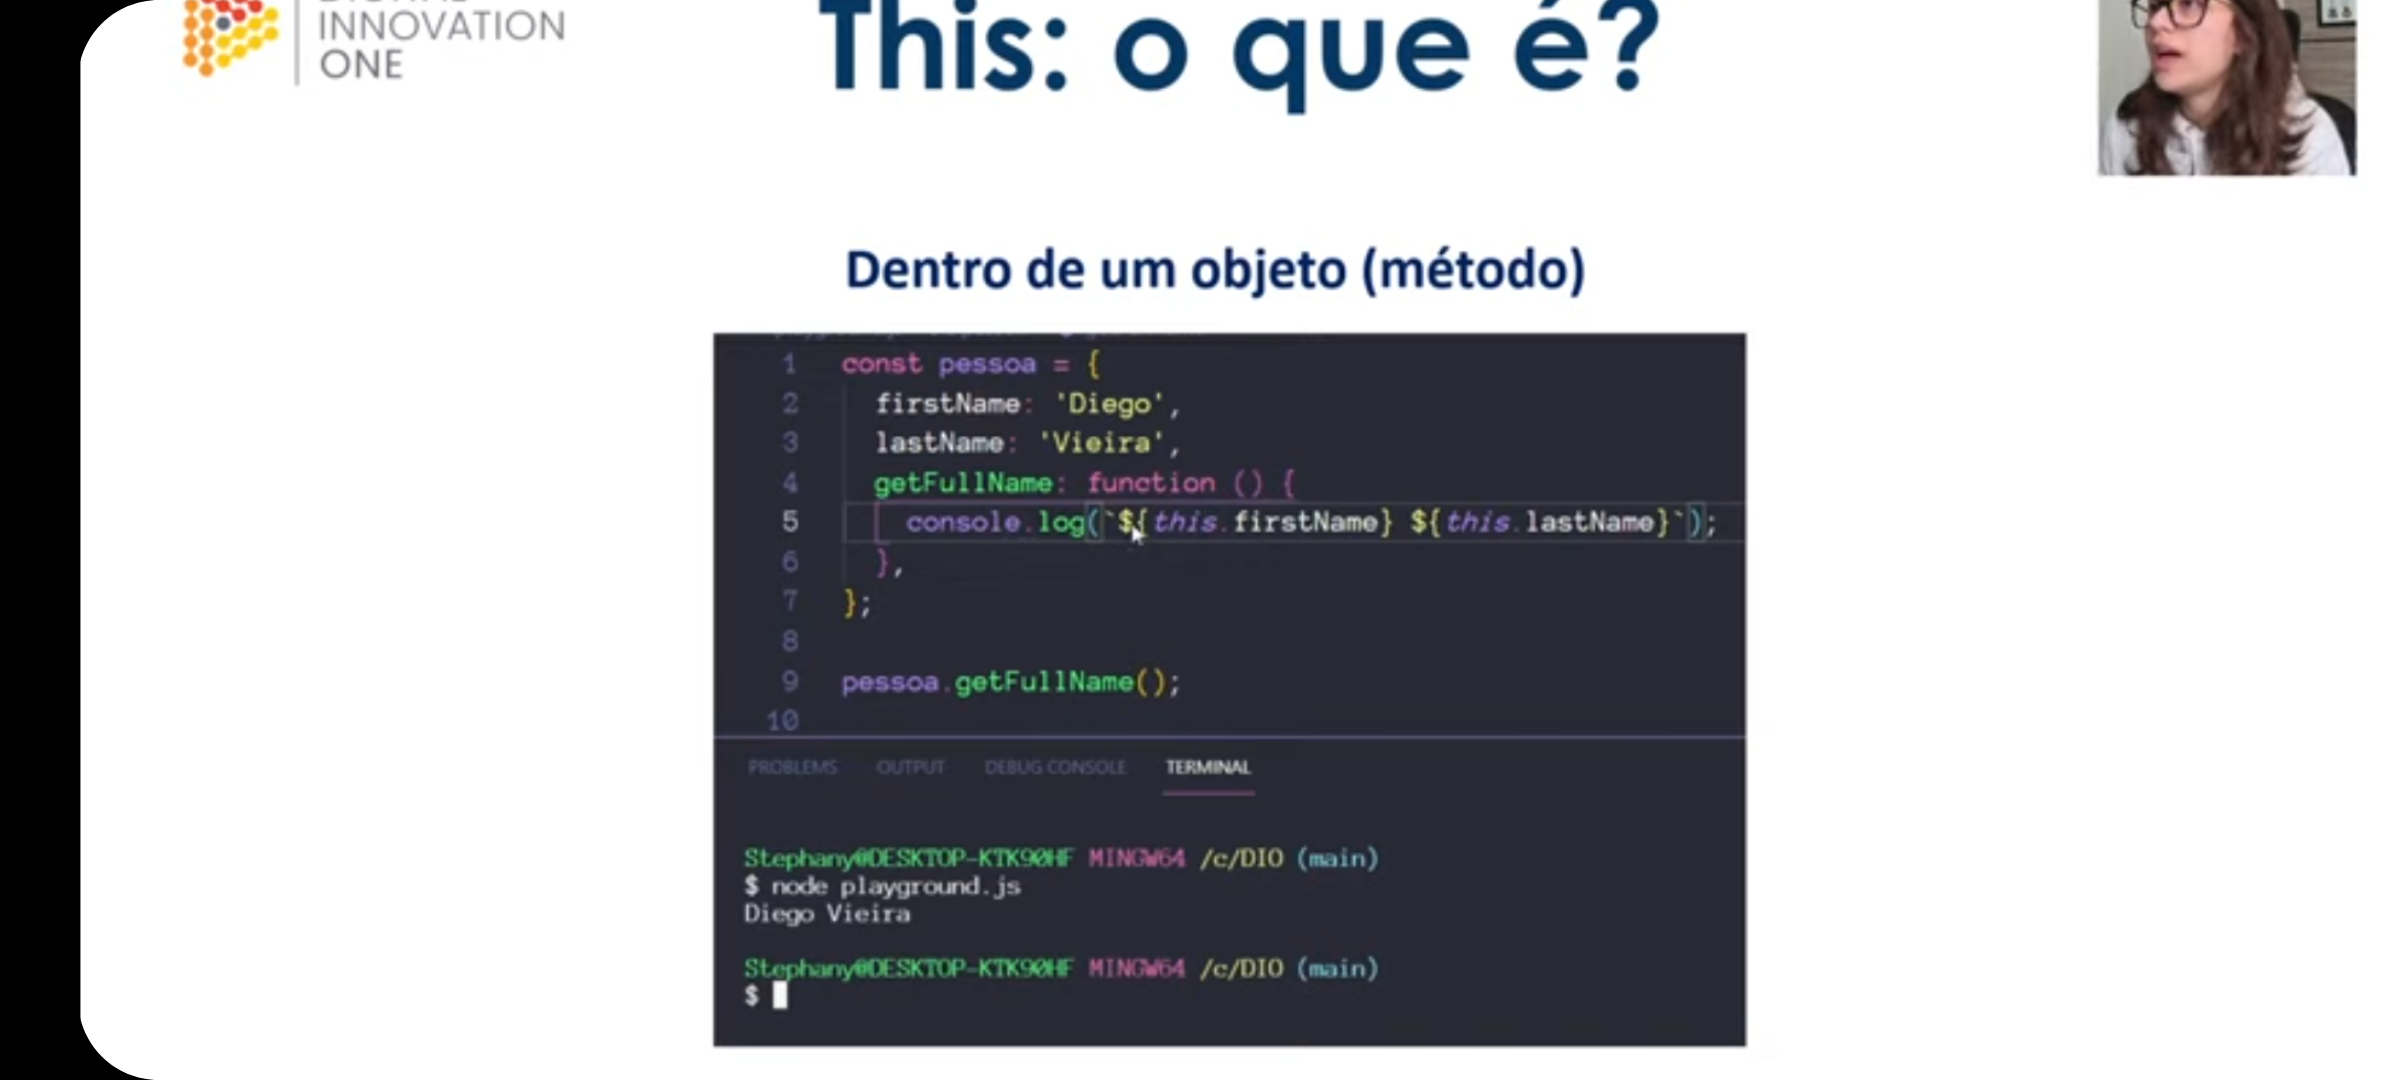 INNOVATION
ONE
This: o que é?
Dentro de um objeto (método)
1 const pessoa = {
2 firstName: 'Diego',
3 lastName: 'Vieira',
4 getFullName: function () {
5 console.log(`${this.firstName} ${this.lastName}`);
6 },
7 };
8
9 pessoa.getFullName();
10
PROBLEMS OUTPUT DEBUG CONSOLE TERMINAL
Stephany@DESKTOP-KTK90HF MINGW64 /c/DIO (main)
$ node playground.js
Diego Vieira
Stephany@DESKTOP-KTK90HF MINGW64 /c/DIO (main)
$